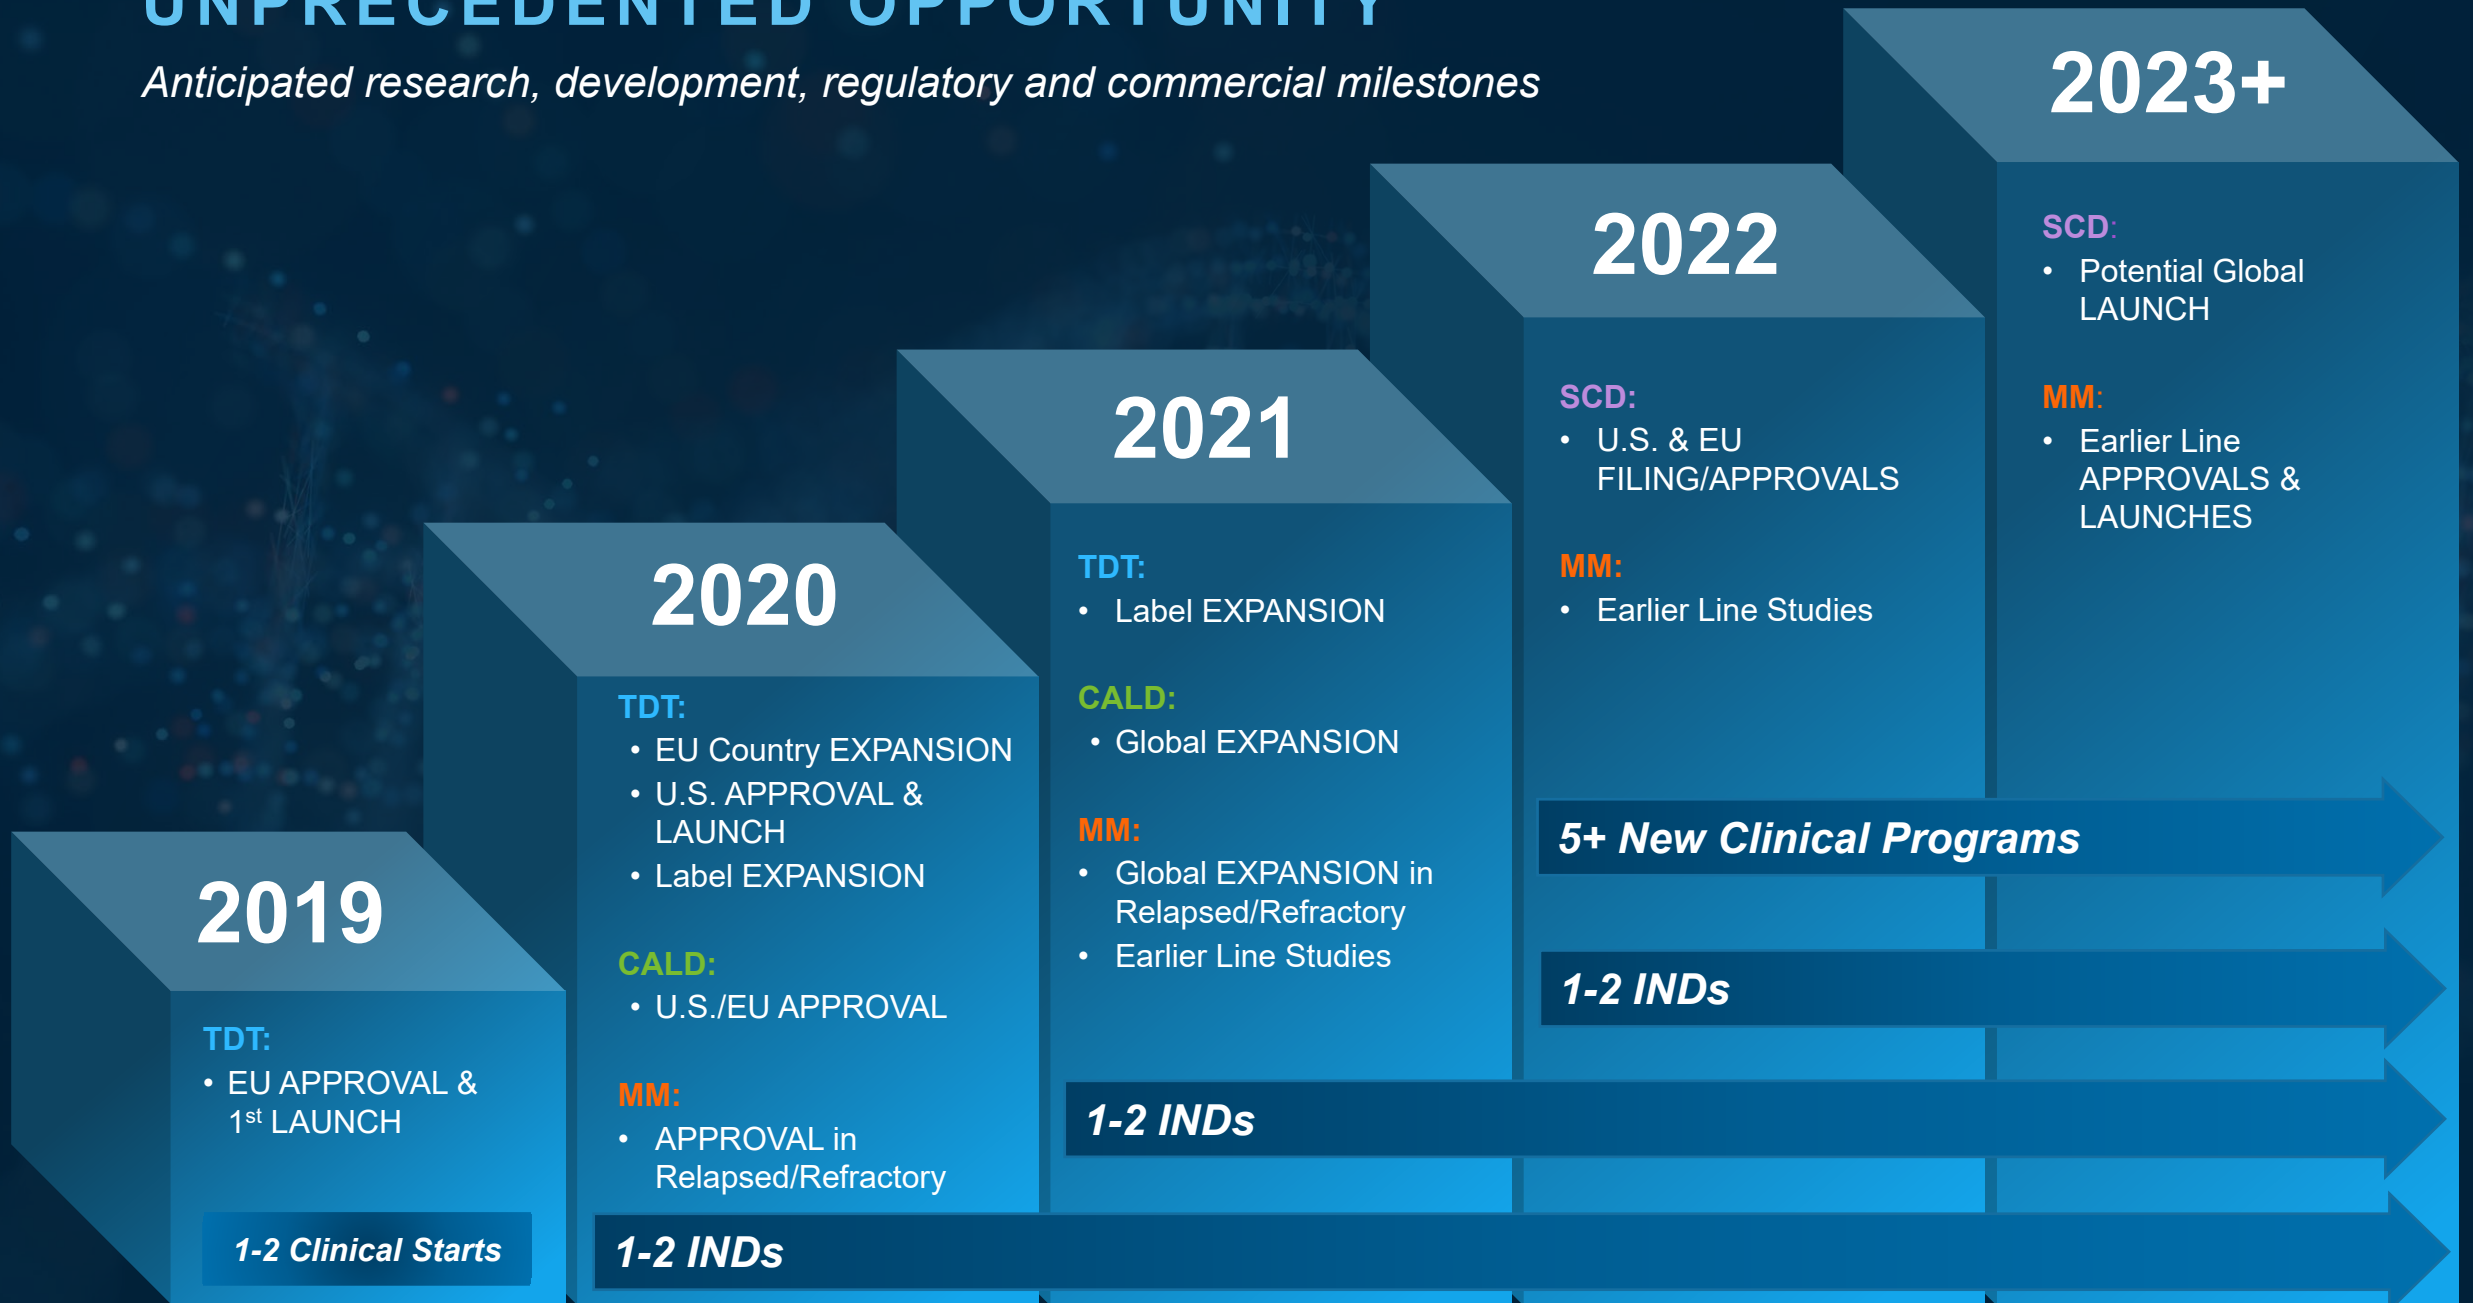 UNPRECEDENTED OPPORTUNITY
Anticipated research, development, regulatory and commercial milestones
2019
TDT:
• EU APPROVAL &
1st LAUNCH
1-2 Clinical Starts
2020
TDT:
• EU Country EXPANSION
• U.S. APPROVAL &
LAUNCH
• Label EXPANSION
CALD:
• U.S./EU APPROVAL
MM:
• APPROVAL in
Relapsed/Refractory
1-2 INDs
2021
TDT:
• Label EXPANSION
CALD:
• Global EXPANSION
MM:
• Global EXPANSION in
Relapsed/Refractory
• Earlier Line Studies
1-2 INDs
2022
SCD:
• U.S. & EU
FILING/APPROVALS
MM:
• Earlier Line Studies
5+ New Clinical Programs
1-2 INDs
2023+
SCD:
• Potential Global
LAUNCH
MM:
• Earlier Line
APPROVALS &
LAUNCHES